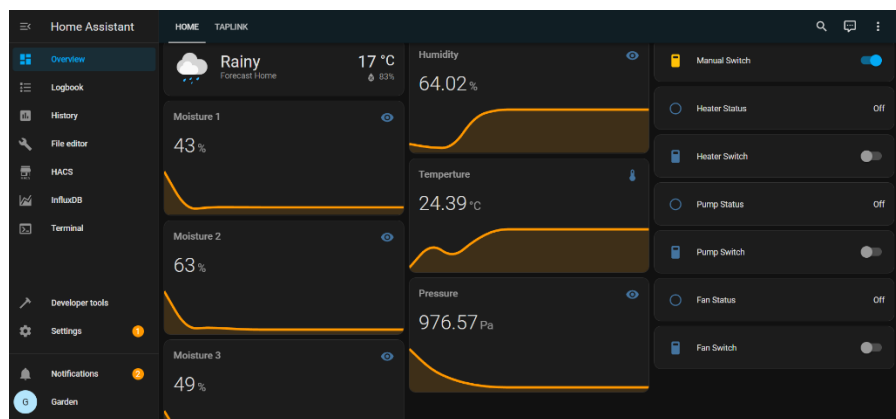 Home Assistant
Overview
Logbook
History
File editor
HACS
InfluxDB
Terminal
Developer tools
Settings 1
Notifications 2
G Garden
HOME TAPLINK
Rainy 17 °C
Forecast Home 83%
Moisture 1
43 %
Moisture 2
63 %
Moisture 3
49 %
Humidity
64.02 %
Temperture
24.39 °C
Pressure
976.57 Pa
Manual Switch
Heater Status Off
Heater Switch
Pump Status Off
Pump Switch
Fan Status Off
Fan Switch